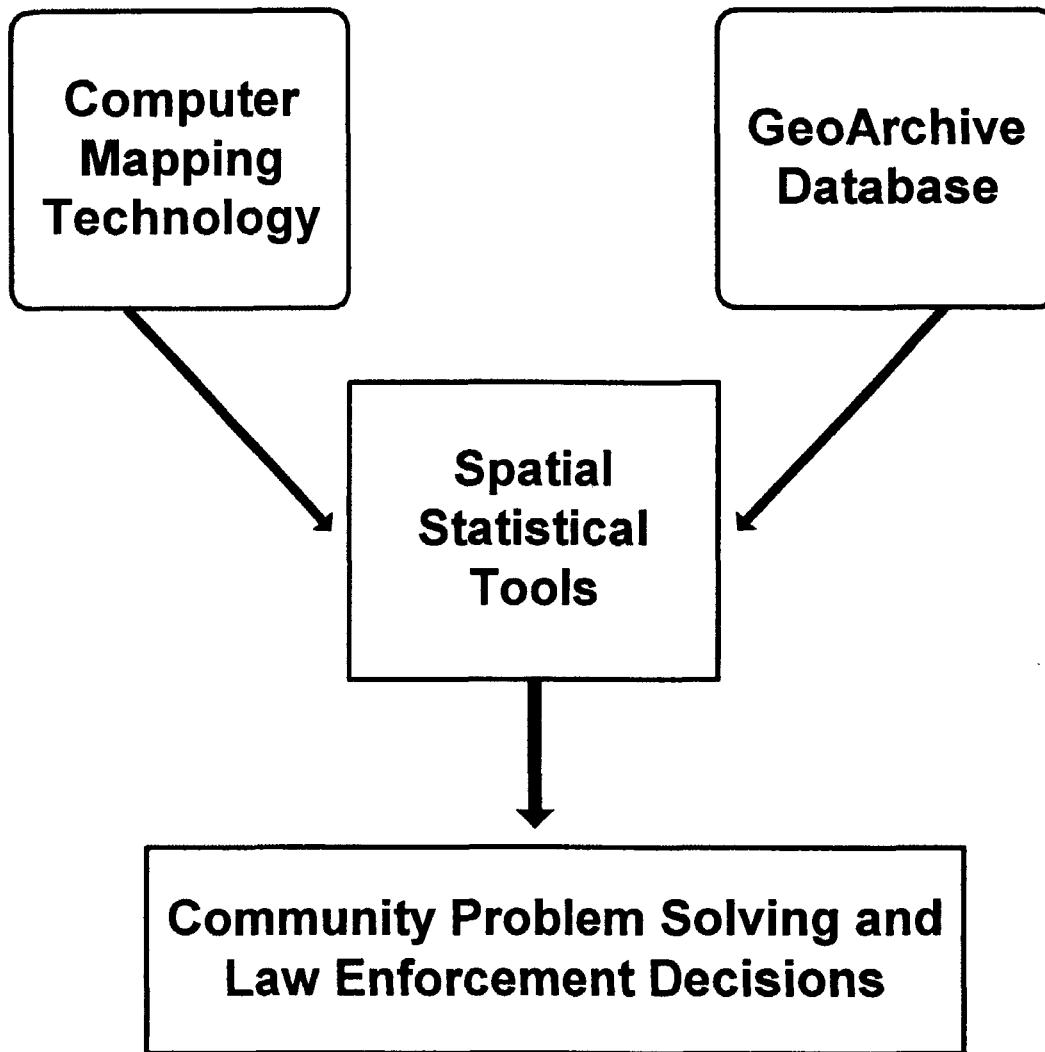 Computer
Mapping
Technology
GeoArchive
Database
Spatial
Statistical
Tools
Community Problem Solving and
Law Enforcement Decisions